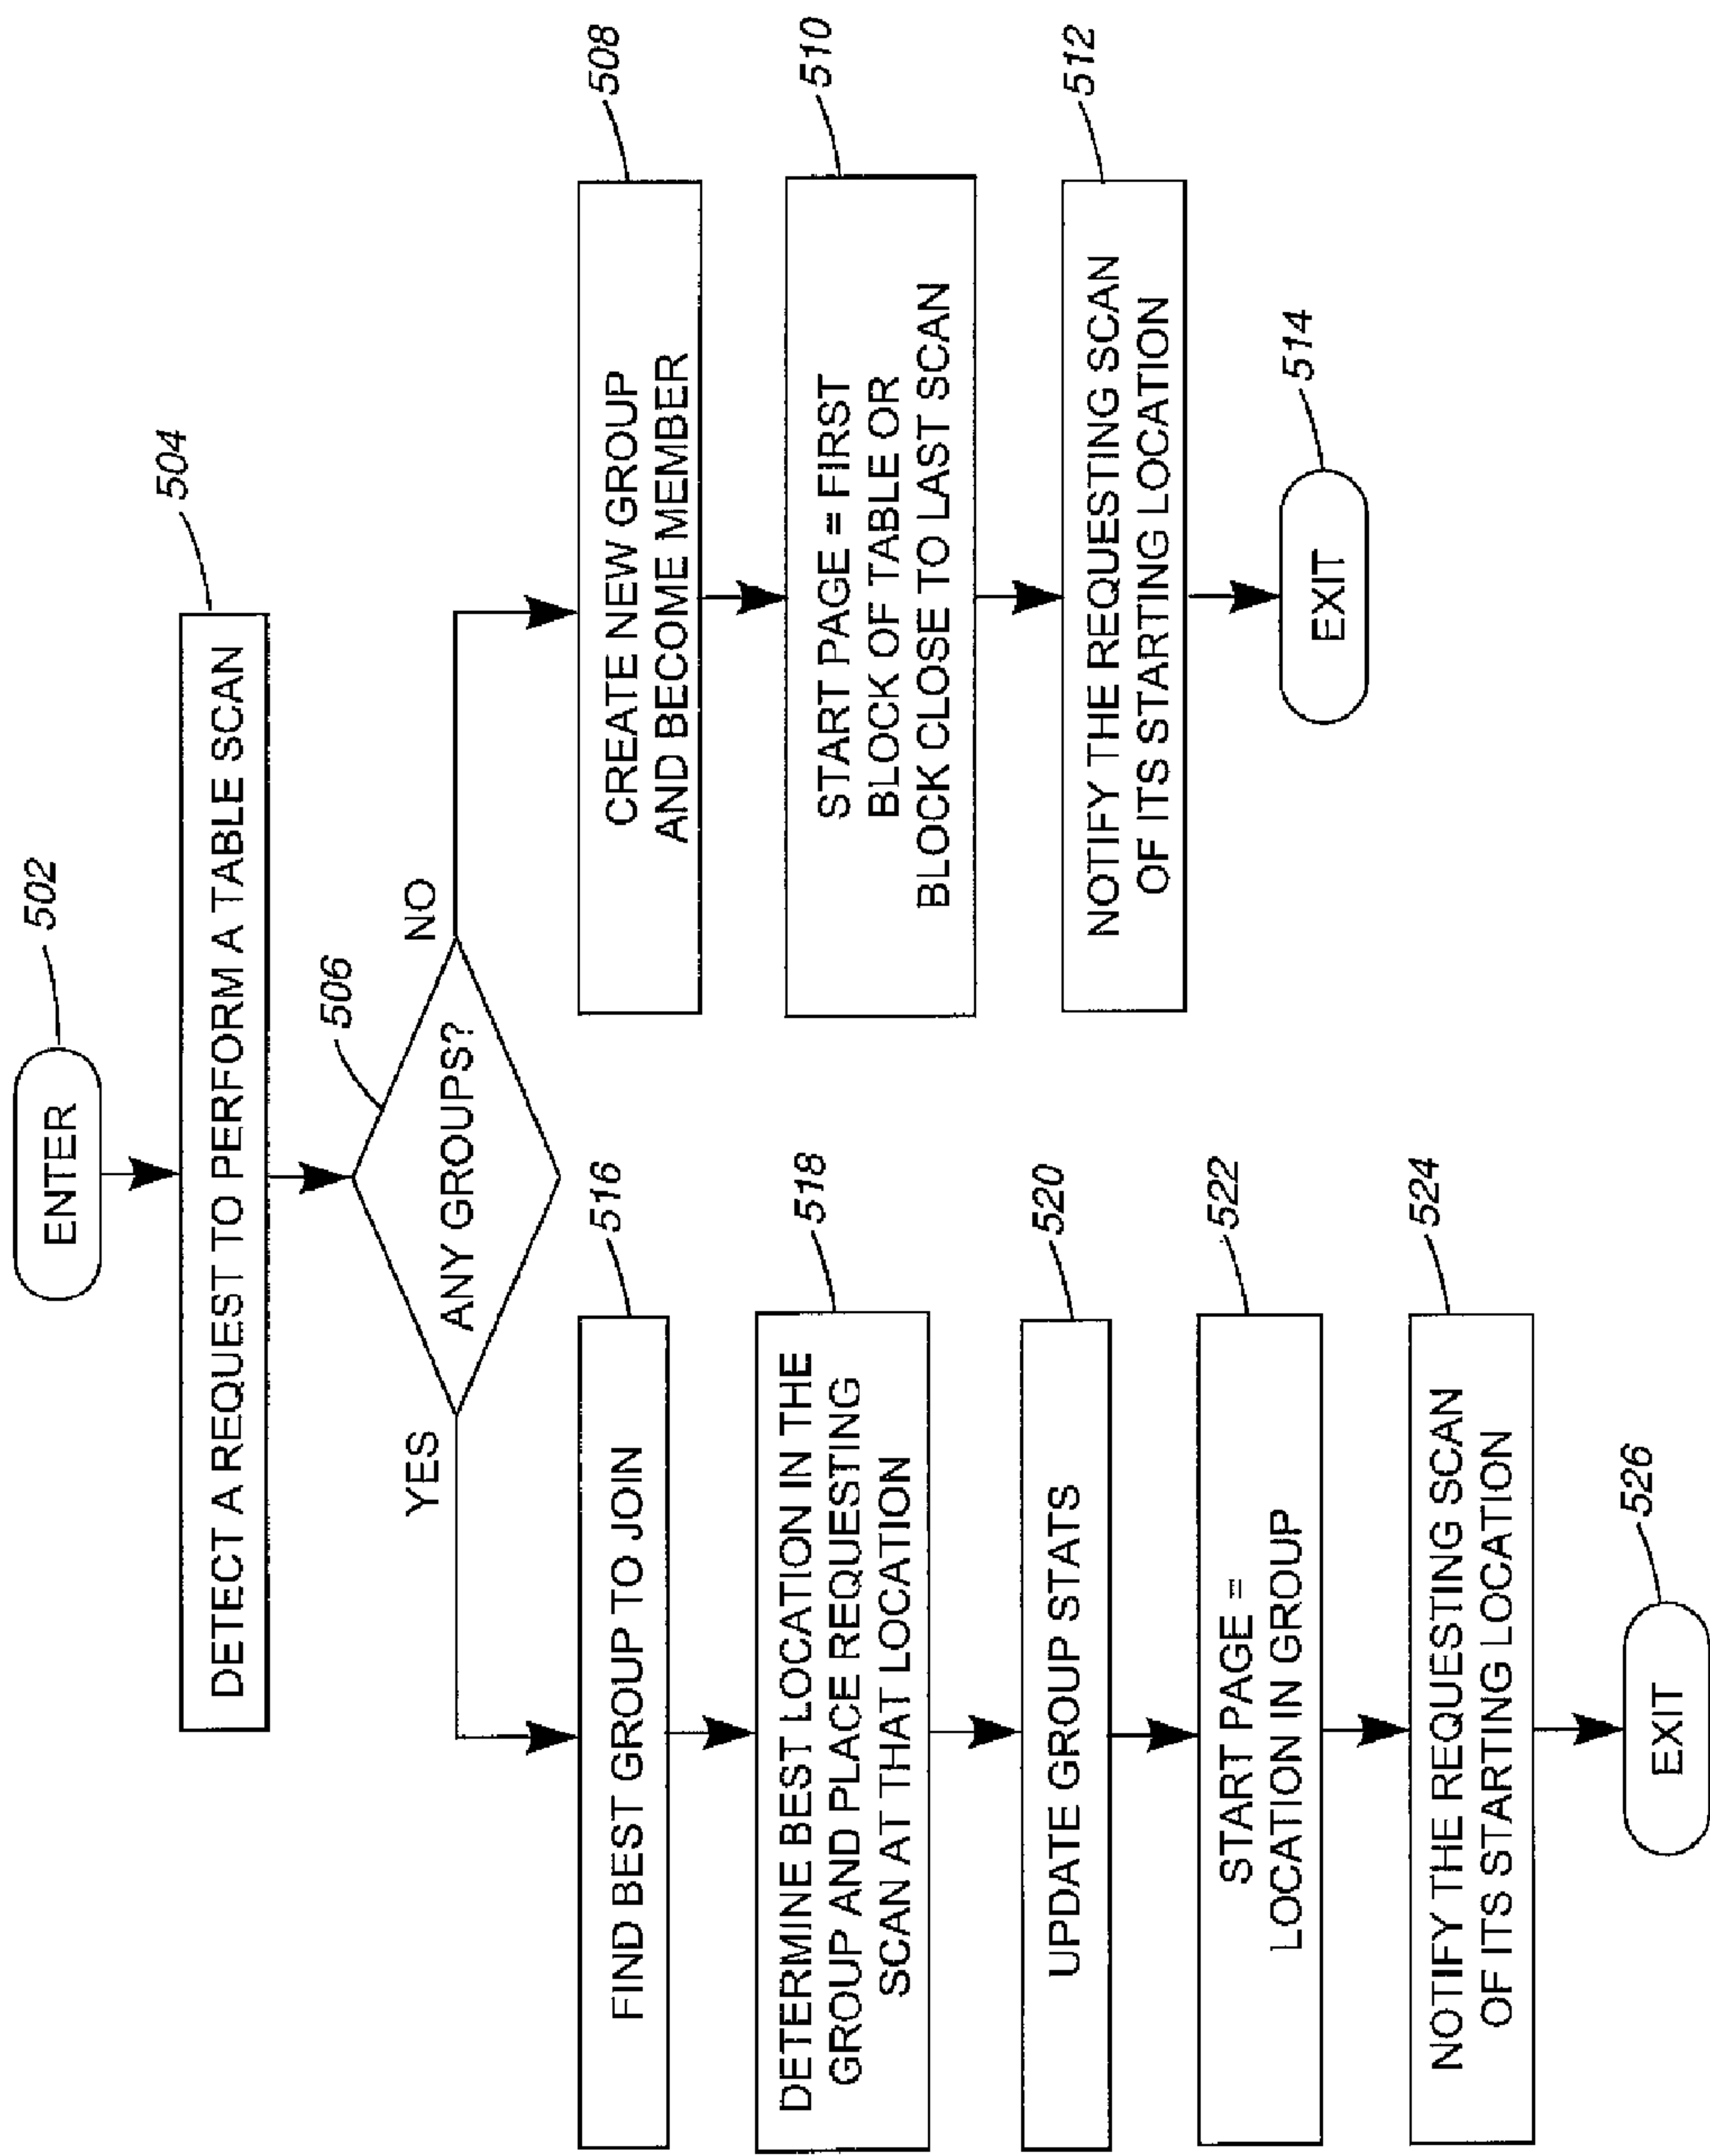 ENTER
502
DETECT A REQUEST TO PERFORM A TABLE SCAN
504
ANY GROUPS?
506
YES
NO
FIND BEST GROUP TO JOIN
516
DETERMINE BEST LOCATION IN THE
GROUP AND PLACE REQUESTING
SCAN AT THAT LOCATION
518
UPDATE GROUP STATS
520
START PAGE =
LOCATION IN GROUP
522
NOTIFY THE REQUESTING SCAN
OF ITS STARTING LOCATION
524
EXIT
526
CREATE NEW GROUP
AND BECOME MEMBER
508
START PAGE = FIRST
BLOCK OF TABLE OR
BLOCK CLOSE TO LAST SCAN
510
NOTIFY THE REQUESTING SCAN
OF ITS STARTING LOCATION
512
EXIT
514